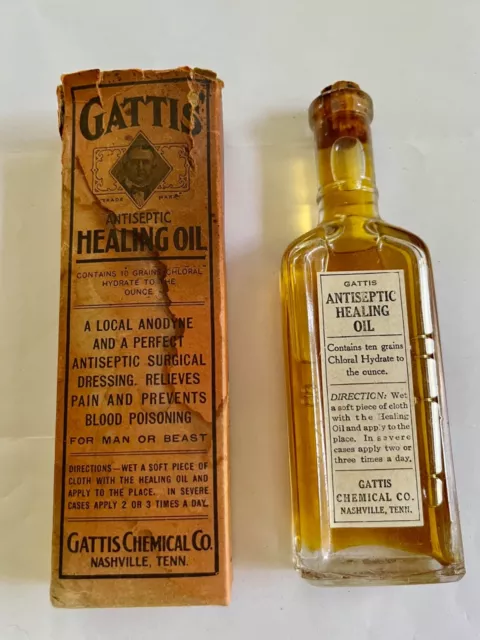 GATTIS'
TRADE MARK
ANTISEPTIC
HEALING OIL
CONTAINS 10 GRAINS CHLORAL
HYDRATE TO THE
OUNCE
A LOCAL ANODYNE
AND A PERFECT
ANTISEPTIC SURGICAL
DRESSING. RELIEVES
PAIN AND PREVENTS
BLOOD POISONING
FOR MAN OR BEAST
DIRECTIONS—WET A SOFT PIECE OF
CLOTH WITH THE HEALING OIL AND
APPLY TO THE PLACE. IN SEVERE
CASES APPLY 2 OR 3 TIMES A DAY.
GATTIS CHEMICAL CO.
NASHVILLE, TENN.
GATTIS
ANTISEPTIC
HEALING
OIL
Contains ten grains
Chloral Hydrate to
the ounce.
DIRECTION: Wet
a soft piece of cloth
with the Healing
Oil and apply to the
place. In severe
cases apply two or
three times a day.
GATTIS
CHEMICAL CO.
NASHVILLE, TENN.